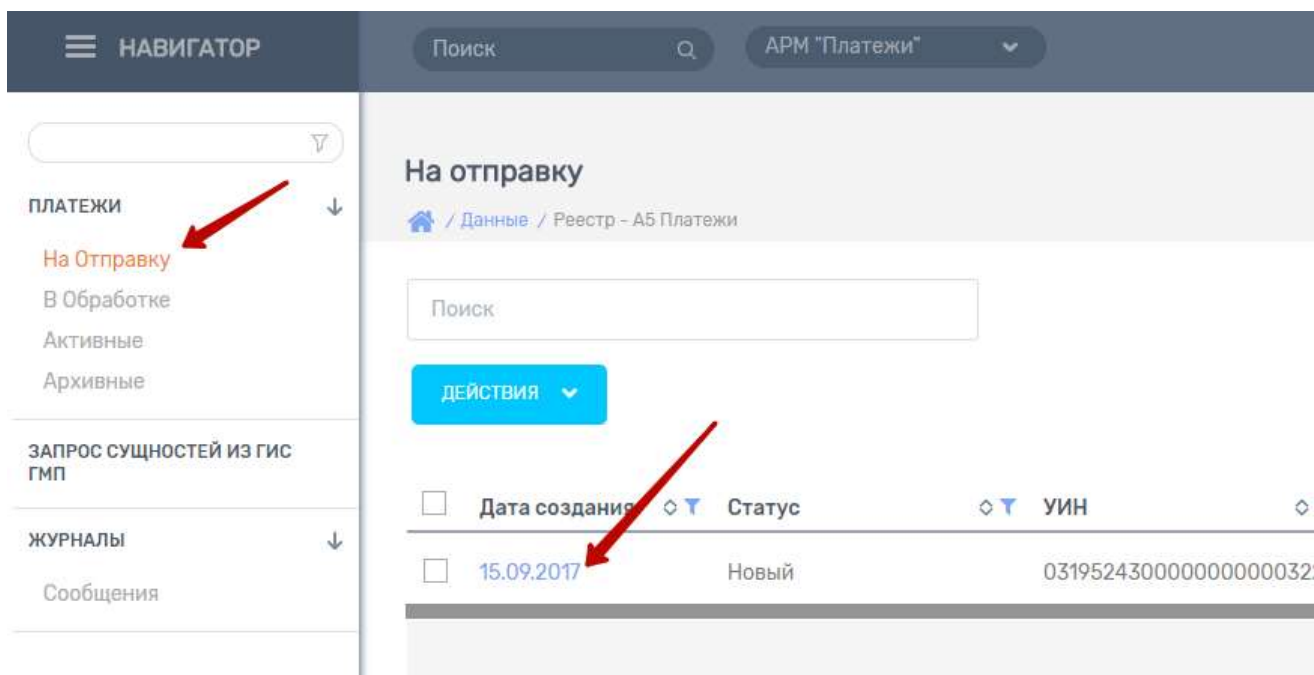 НАВИГАТОР
Поиск
АРМ "Платежи"
ПЛАТЕЖИ
На Отправку
В Обработке
Активные
Архивные
ЗАПРОС СУЩНОСТЕЙ ИЗ ГИС
ГМП
ЖУРНАЛЫ
Сообщения
На отправку
/ Данные / Реестр - А5 Платежи
Поиск
ДЕЙСТВИЯ
Дата создания Статус УИН
15.09.2017 Новый